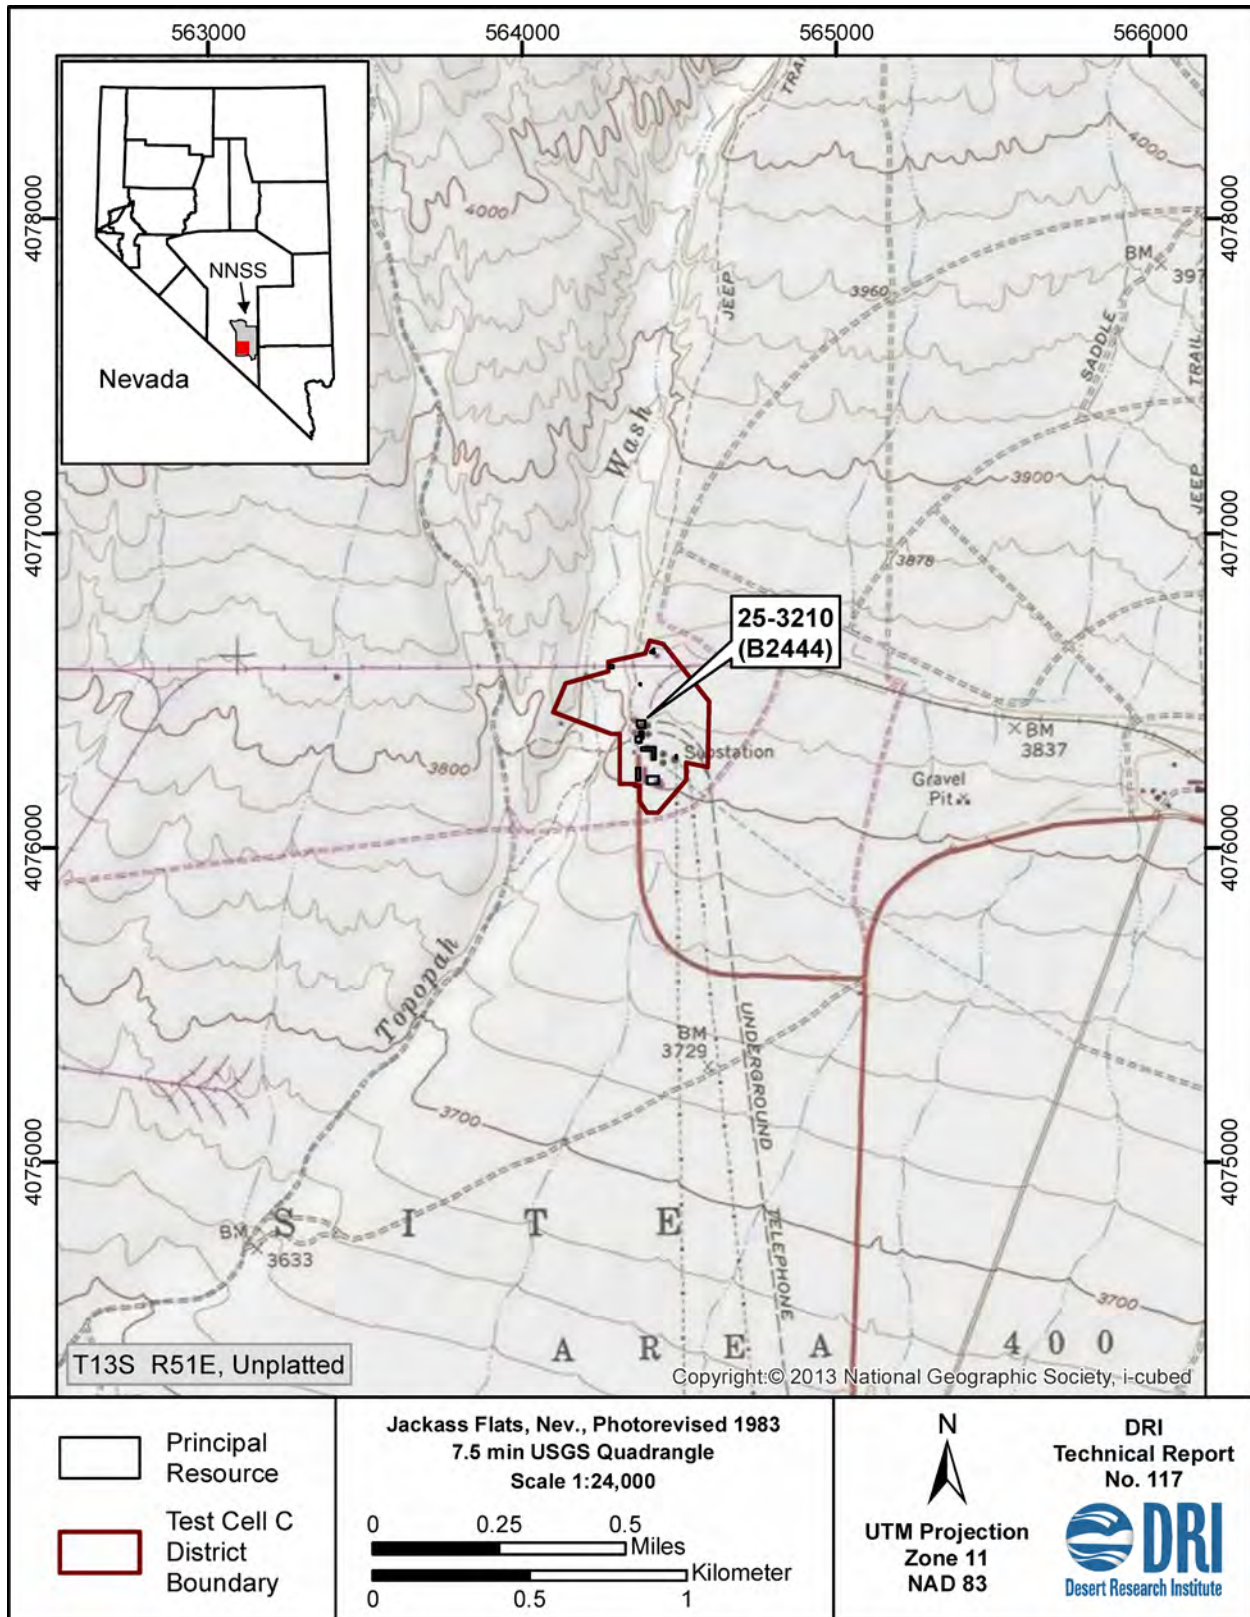 563000
564000
565000
566000
4078000
4077000
4076000
4075000
4078000
4077000
4076000
4075000
NNSS
Nevada
TRAIL
4000
4000
JEEP
BM
397
3960
SADDLE
TRAIL
JEEP
Wash
3900
3878
25-3210
(B2444)
BM
3837
Substation
3800
Gravel
Pit
Topopah
BM
3729
UNDERGROUND
TELEPHONE
3700
S I T E
BM
3633
3700
A R E A 400
T13S R51E, Unplatted
Copyright:© 2013 National Geographic Society, i-cubed
Principal
Resource
Test Cell C
District
Boundary
Jackass Flats, Nev., Photorevised 1983
7.5 min USGS Quadrangle
Scale 1:24,000
0 0.25 0.5
Miles
Kilometer
0 0.5 1
N
UTM Projection
Zone 11
NAD 83
DRI
Technical Report
No. 117
DRI
Desert Research Institute